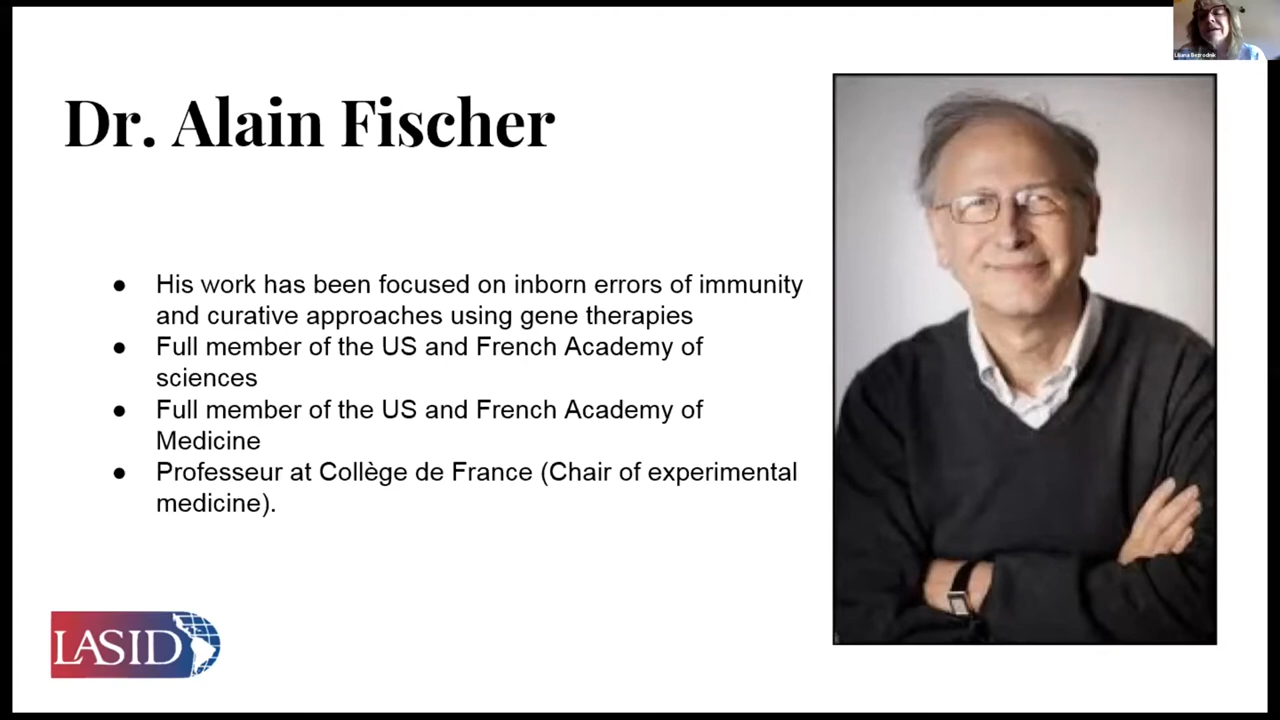 Liliana Bezrodnik
Dr. Alain Fischer
● His work has been focused on inborn errors of immunity
and curative approaches using gene therapies
● Full member of the US and French Academy of
sciences
● Full member of the US and French Academy of
Medicine
● Professeur at Collège de France (Chair of experimental
medicine).
LASID